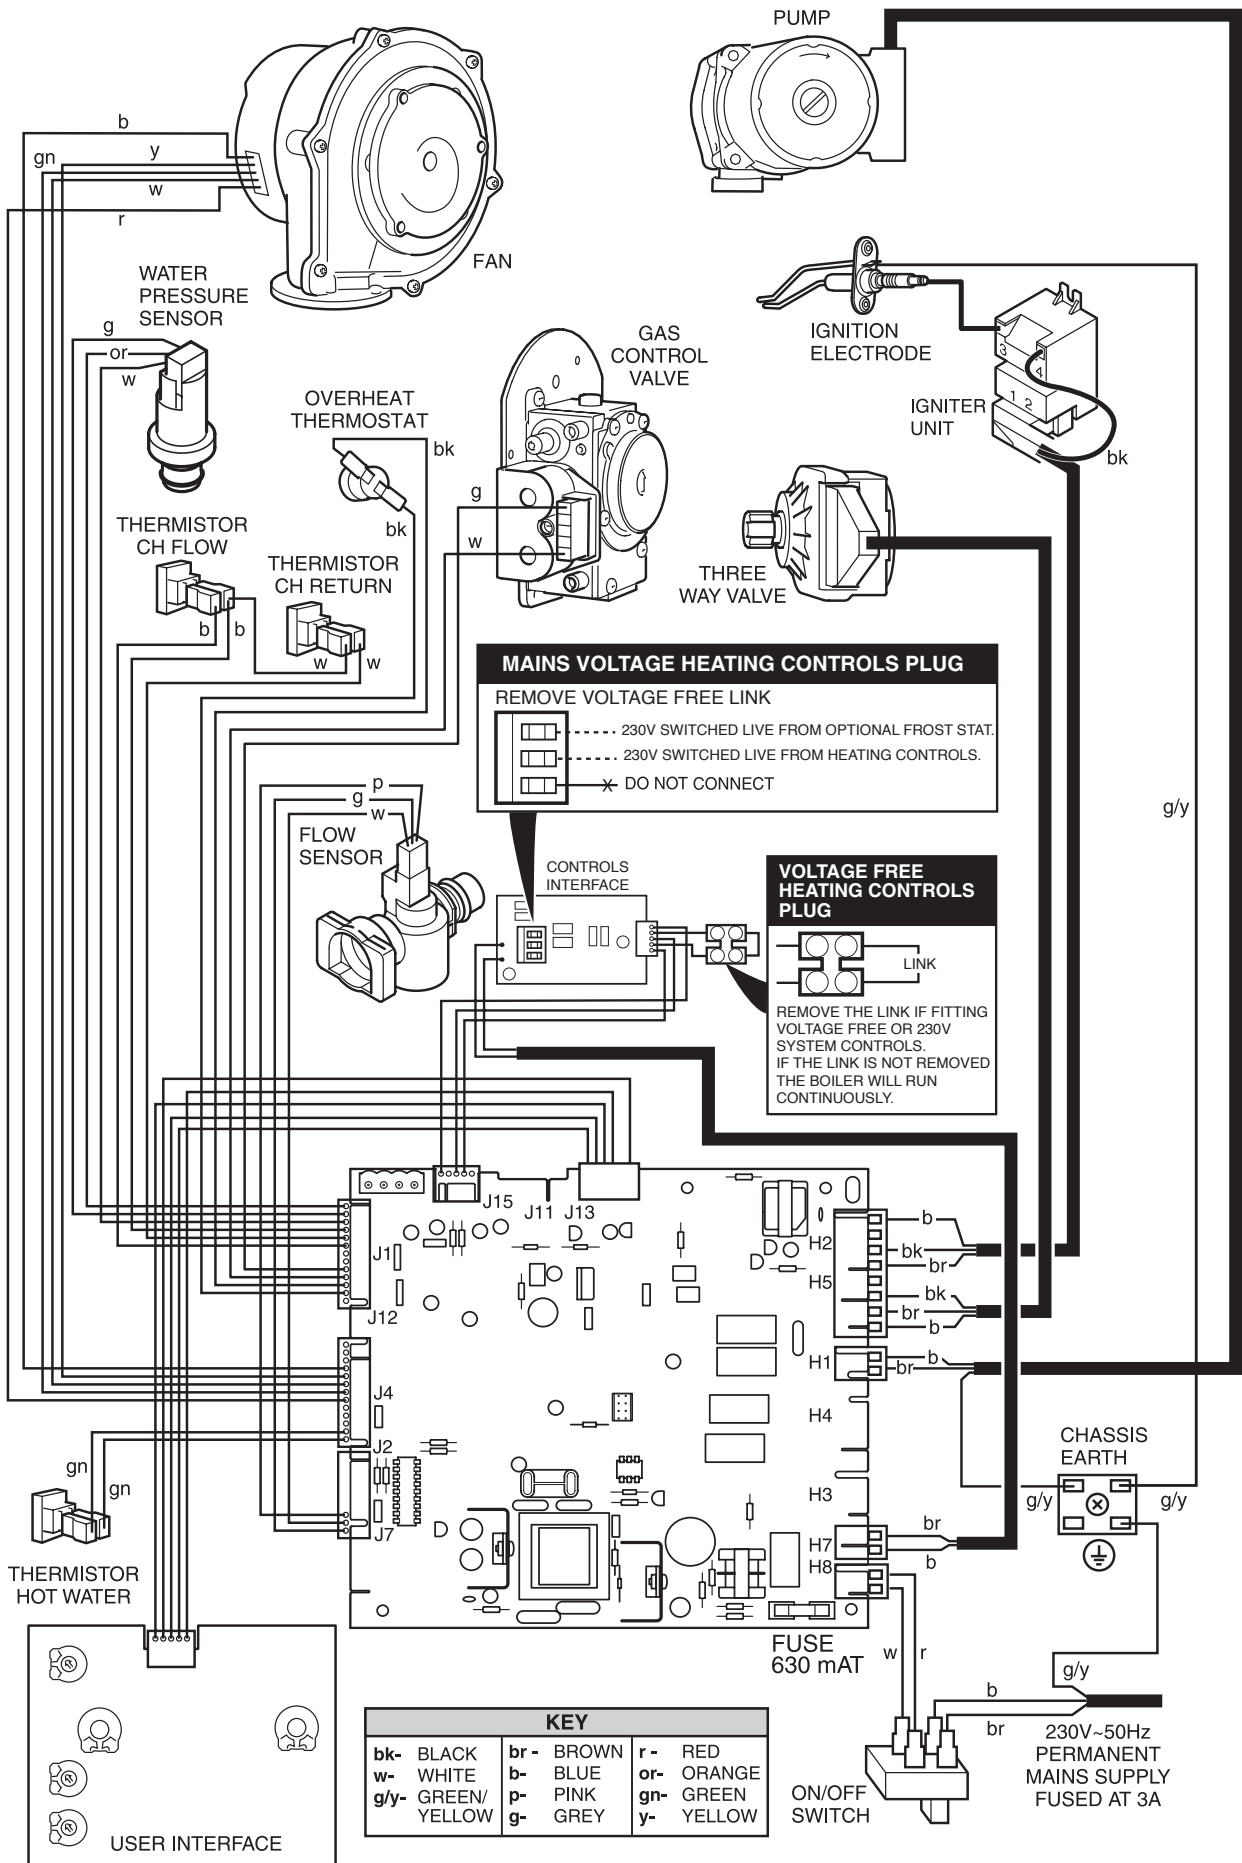 PUMP
b
gn
y
w
r
FAN
WATER
PRESSURE
SENSOR
g
or
w
GAS
CONTROL
VALVE
IGNITION
ELECTRODE
3
4
1 2
IGNITER
UNIT
bk
OVERHEAT
THERMOSTAT
bk
bk
g
w
THERMISTOR
CH FLOW
THERMISTOR
CH RETURN
b
b
w
w
THREE
WAY VALVE
MAINS VOLTAGE HEATING CONTROLS PLUG
REMOVE VOLTAGE FREE LINK
230V SWITCHED LIVE FROM OPTIONAL FROST STAT.
230V SWITCHED LIVE FROM HEATING CONTROLS.
X DO NOT CONNECT
g/y
p
g
w
FLOW
SENSOR
CONTROLS
INTERFACE
VOLTAGE FREE
HEATING CONTROLS
PLUG
LINK
REMOVE THE LINK IF FITTING
VOLTAGE FREE OR 230V
SYSTEM CONTROLS.
IF THE LINK IS NOT REMOVED
THE BOILER WILL RUN
CONTINUOUSLY.
J15
J11
J13
J1
J12
J4
J2
J7
H2
H5
H1
H4
H3
H7
H8
b
bk
br
bk
br
b
b
br
br
b
CHASSIS
EARTH
g/y
g/y
gn
gn
THERMISTOR
HOT WATER
FUSE
630 mAT
w
r
g/y
b
br
230V~50Hz
PERMANENT
MAINS SUPPLY
FUSED AT 3A
ON/OFF
SWITCH
USER INTERFACE
KEY
bk- BLACK
w- WHITE
g/y- GREEN/
YELLOW
br - BROWN
b- BLUE
p- PINK
g- GREY
r - RED
or- ORANGE
gn- GREEN
y- YELLOW